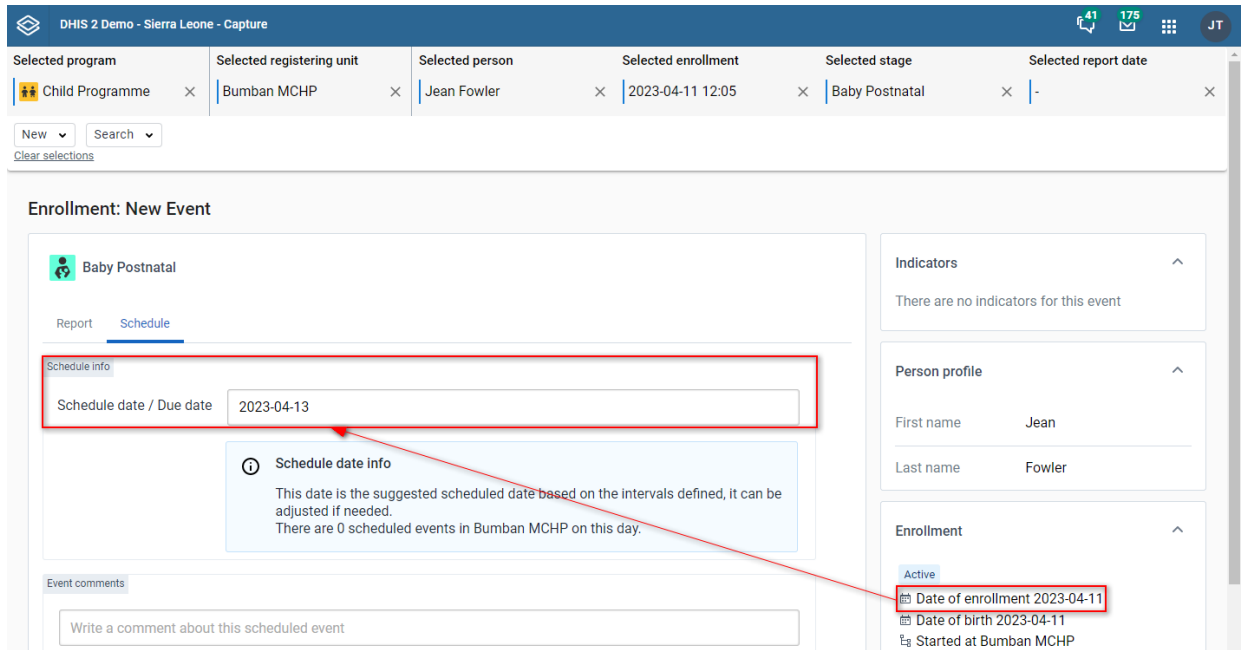 DHIS 2 Demo - Sierra Leone - Capture
41
175
JT
Selected program
Selected registering unit
Selected person
Selected enrollment
Selected stage
Selected report date
Child Programme
Bumban MCHP
Jean Fowler
2023-04-11 12:05
Baby Postnatal
-
New
Search
Clear selections
Enrollment: New Event
Baby Postnatal
Report
Schedule
Schedule info
Schedule date / Due date
2023-04-13
Schedule date info
This date is the suggested scheduled date based on the intervals defined, it can be
adjusted if needed.
There are 0 scheduled events in Bumban MCHP on this day.
Event comments
Write a comment about this scheduled event
Indicators
There are no indicators for this event
Person profile
First name
Jean
Last name
Fowler
Enrollment
Active
Date of enrollment 2023-04-11
Date of birth 2023-04-11
Started at Bumban MCHP